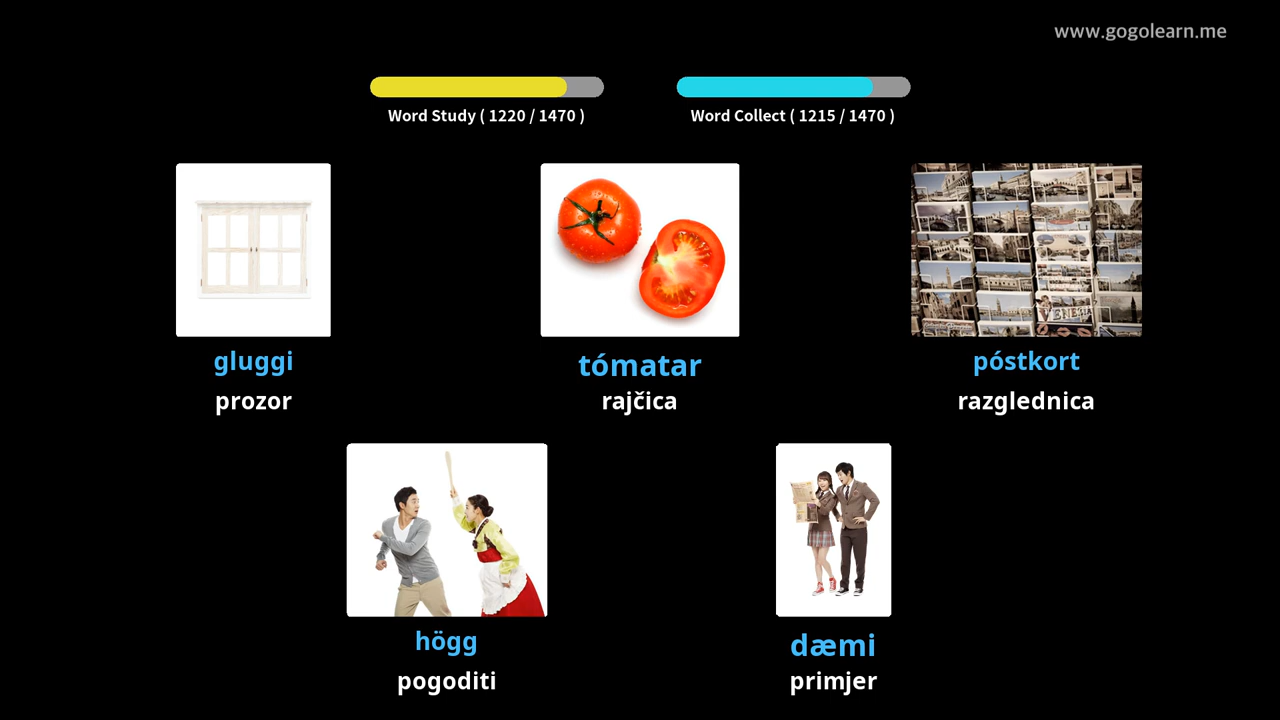 www.gogolearn.me
Word Study ( 1220 / 1470 )
Word Collect ( 1215 / 1470 )
gluggi
prozor
tómatar
rajčica
VENEZIA
póstkort
razglednica
högg
pogoditi
dæmi
primjer